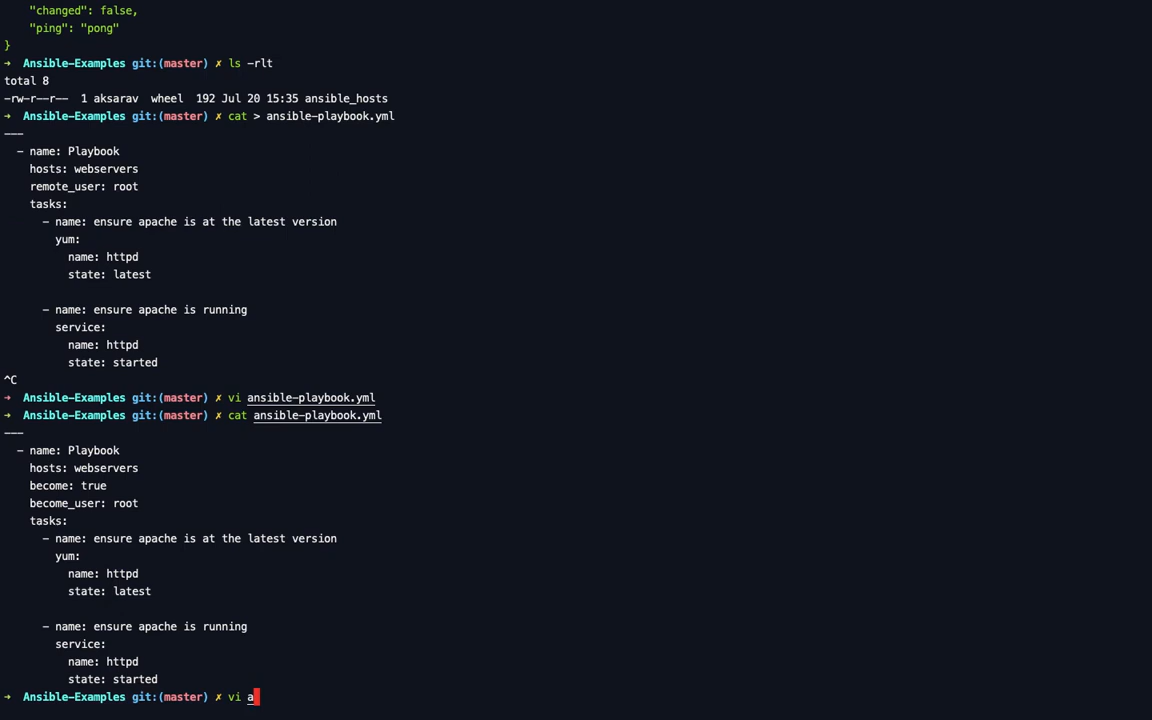 "changed": false,
"ping": "pong"
}
→ Ansible-Examples git:(master) ✗ ls -rlt
total 8
-rw-r--r-- 1 aksarav wheel 192 Jul 20 15:35 ansible_hosts
→ Ansible-Examples git:(master) ✗ cat > ansible-playbook.yml
---
- name: Playbook
hosts: webservers
remote_user: root
tasks:
- name: ensure apache is at the latest version
yum:
name: httpd
state: latest
- name: ensure apache is running
service:
name: httpd
state: started
^C
→ Ansible-Examples git:(master) ✗ vi ansible-playbook.yml
→ Ansible-Examples git:(master) ✗ cat ansible-playbook.yml
---
- name: Playbook
hosts: webservers
become: true
become_user: root
tasks:
- name: ensure apache is at the latest version
yum:
name: httpd
state: latest
- name: ensure apache is running
service:
name: httpd
state: started
→ Ansible-Examples git:(master) ✗ vi a